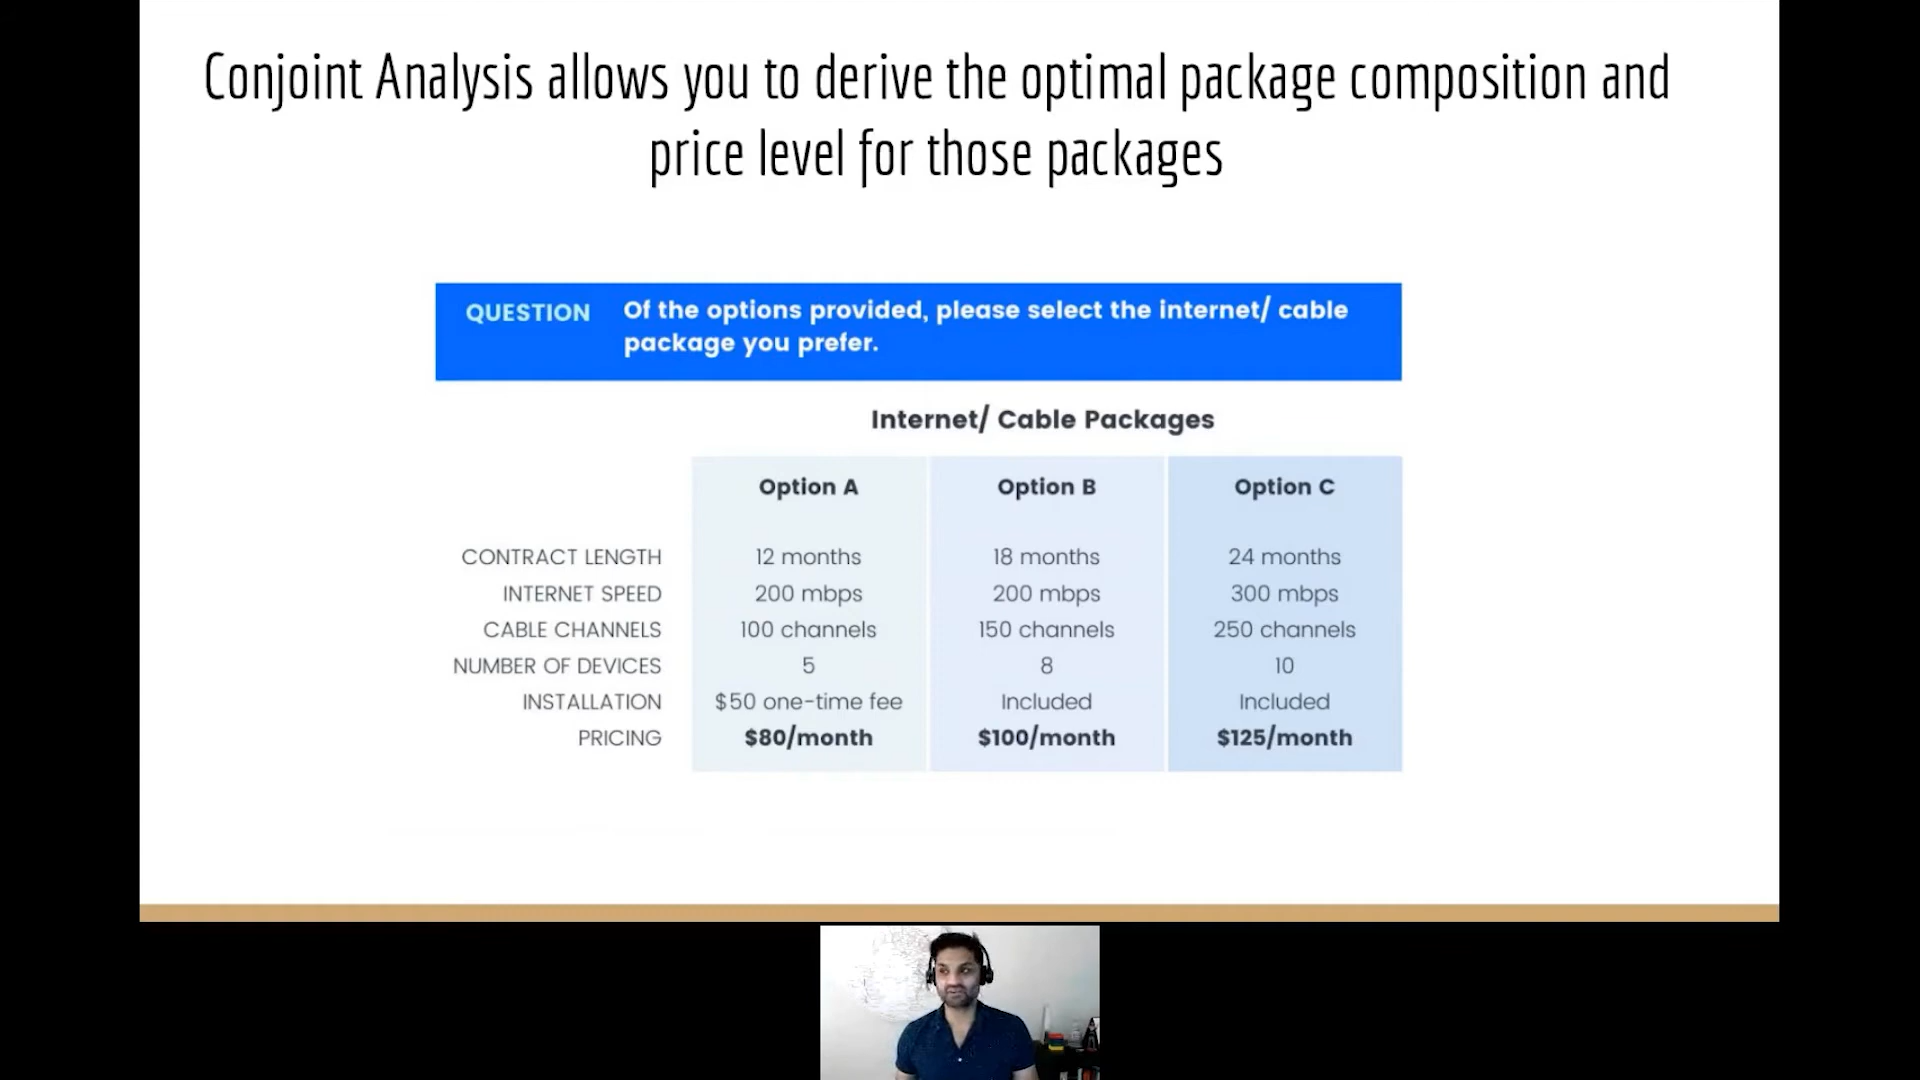 Conjoint Analysis allows you to derive the optimal package composition and
price level for those packages
QUESTION Of the options provided, please select the internet/ cable
package you prefer.
Internet/ Cable Packages
Option A Option B Option C
CONTRACT LENGTH 12 months 18 months 24 months
INTERNET SPEED 200 mbps 200 mbps 300 mbps
CABLE CHANNELS 100 channels 150 channels 250 channels
NUMBER OF DEVICES 5 8 10
INSTALLATION $50 one-time fee Included Included
PRICING $80/month $100/month $125/month